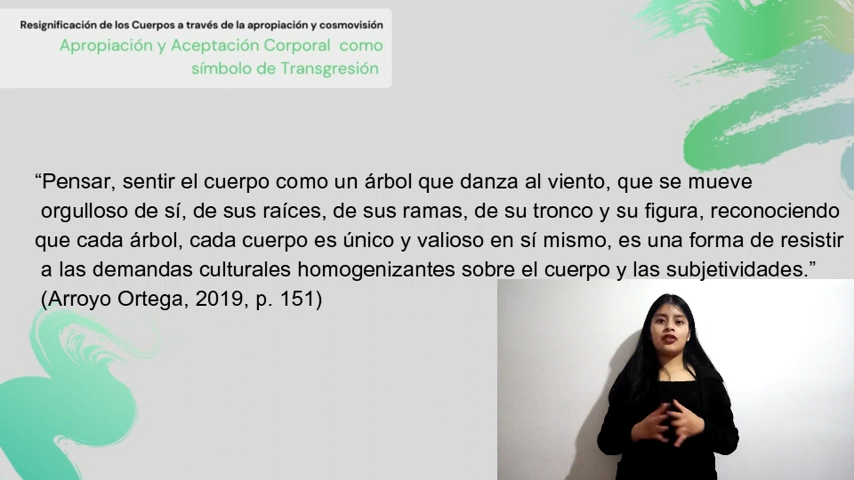 Resignificación de los Cuerpos a través de la apropiación y cosmovisión
Apropiación y Aceptación Corporal como
símbolo de Transgresión
“Pensar, sentir el cuerpo como un árbol que danza al viento, que se mueve
orgulloso de sí, de sus raíces, de sus ramas, de su tronco y su figura, reconociendo
que cada árbol, cada cuerpo es único y valioso en sí mismo, es una forma de resistir
a las demandas culturales homogenizantes sobre el cuerpo y las subjetividades.”
(Arroyo Ortega, 2019, p. 151)